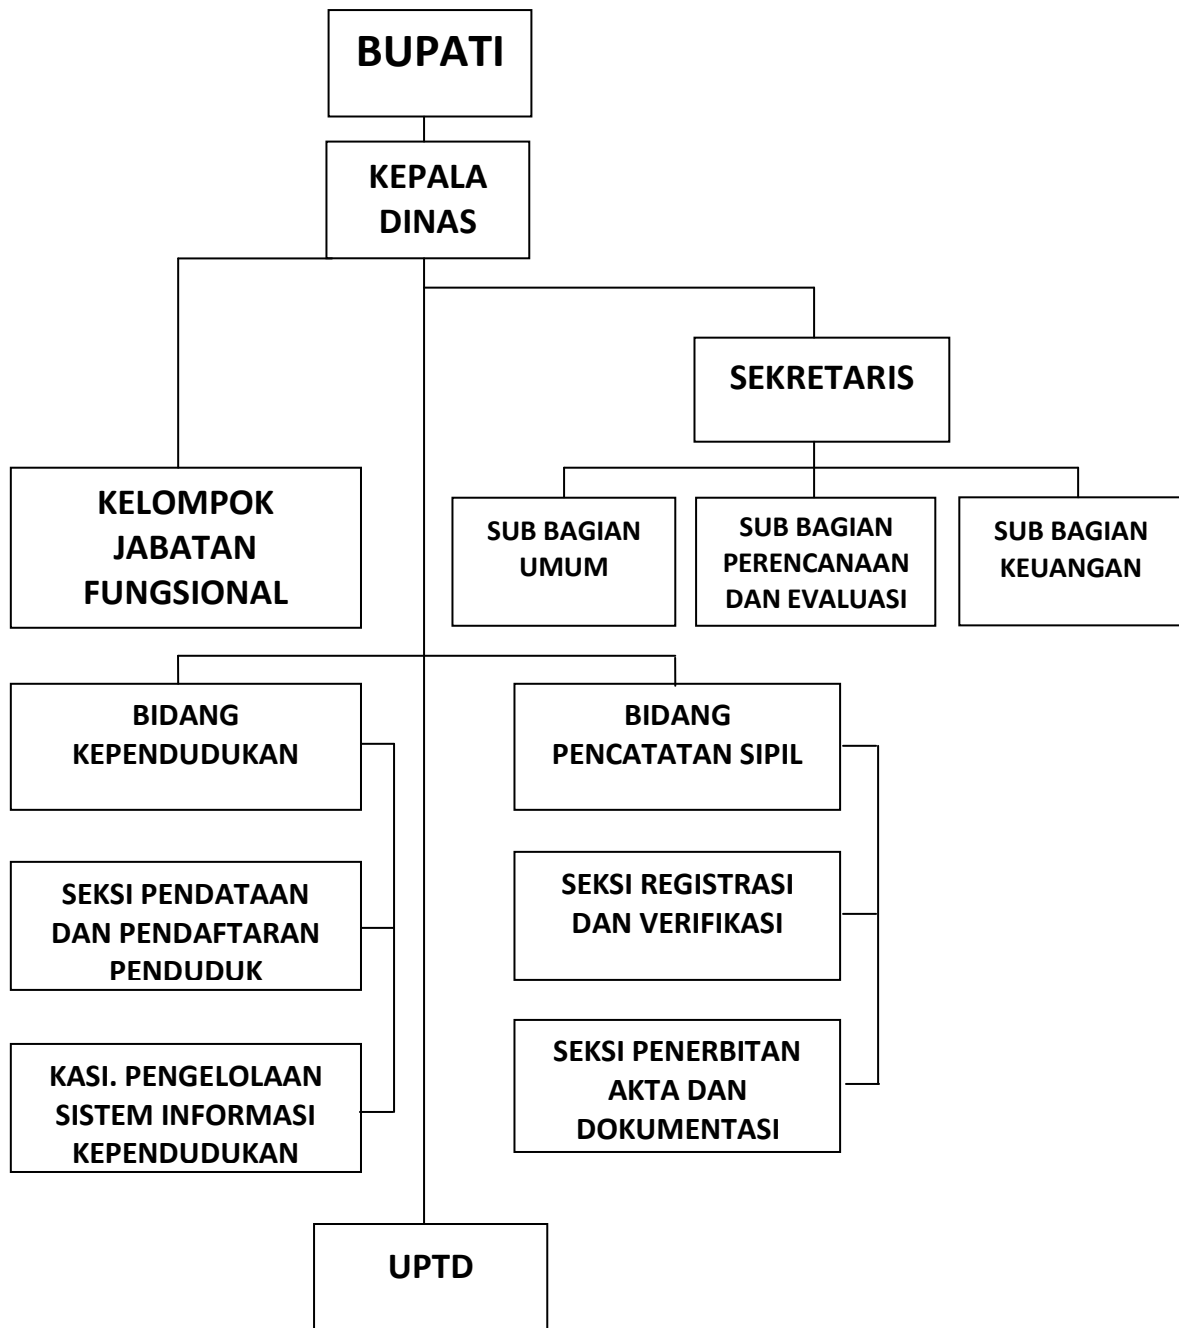 BUPATI
KEPALA
DINAS
SEKRETARIS
KELOMPOK
JABATAN
FUNGSIONAL
SUB BAGIAN
UMUM
SUB BAGIAN
PERENCANAAN
DAN EVALUASI
SUB BAGIAN
KEUANGAN
BIDANG
KEPENDUDUKAN
BIDANG
PENCATATAN SIPIL
SEKSI PENDATAAN
DAN PENDAFTARAN
PENDUDUK
SEKSI REGISTRASI
DAN VERIFIKASI
KASI. PENGELOLAAN
SISTEM INFORMASI
KEPENDUDUKAN
SEKSI PENERBITAN
AKTA DAN
DOKUMENTASI
UPTD